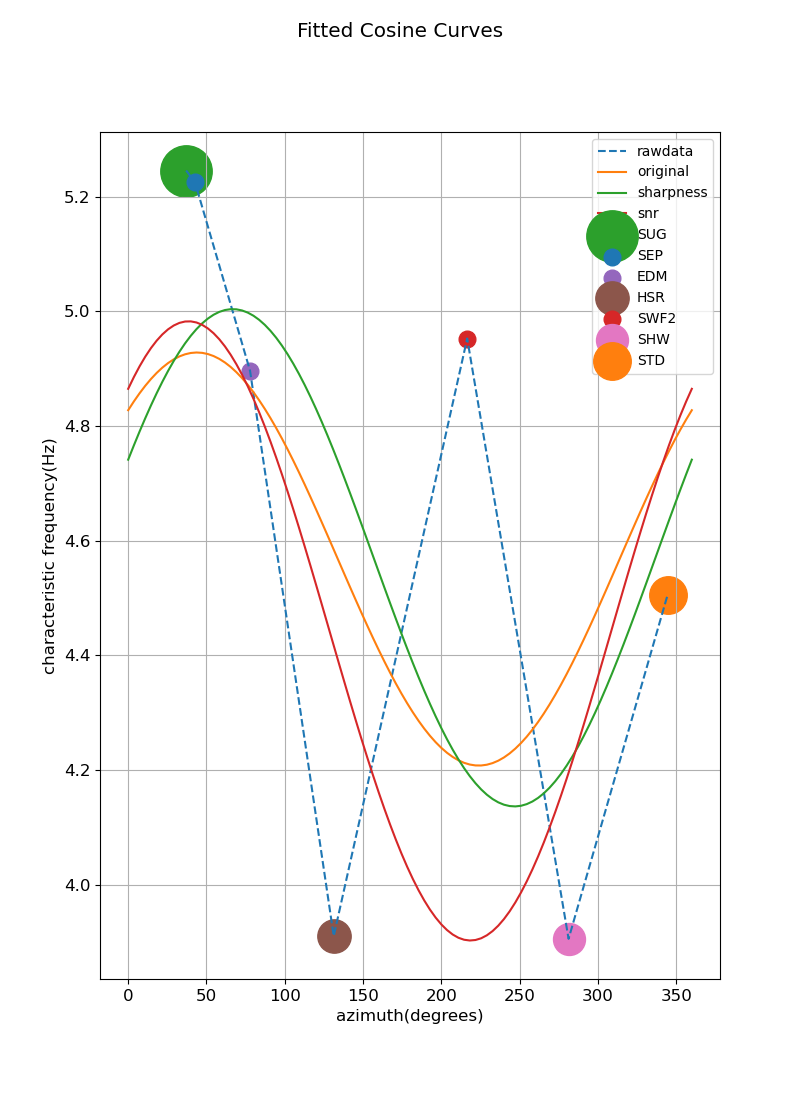 Fitted Cosine Curves
rawdata
original
sharpness
snr
SUG
SEP
EDM
HSR
SWF2
SHW
STD
5.2
5.0
4.8
4.6
4.4
4.2
4.0
characteristic frequency(Hz)
0 50 100 150 200 250 300 350
azimuth(degrees)